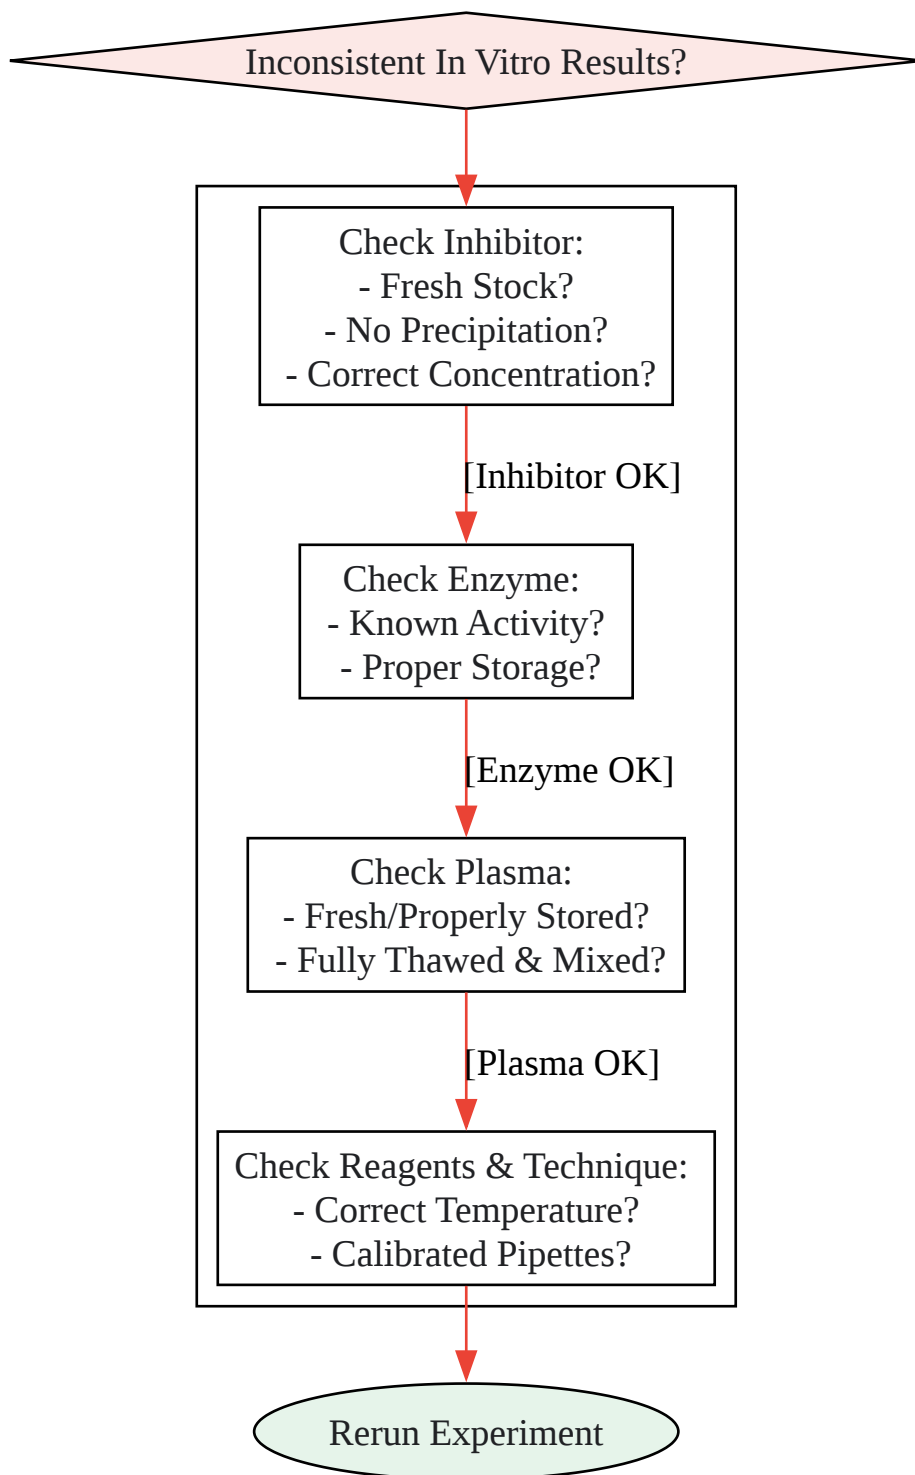 Inconsistent In Vitro Results?
Check Inhibitor:
- Fresh Stock?
- No Precipitation?
- Correct Concentration?
[Inhibitor OK]
Check Enzyme:
- Known Activity?
- Proper Storage?
[Enzyme OK]
Check Plasma:
- Fresh/Properly Stored?
- Fully Thawed & Mixed?
[Plasma OK]
Check Reagents & Technique:
- Correct Temperature?
- Calibrated Pipettes?
Rerun Experiment